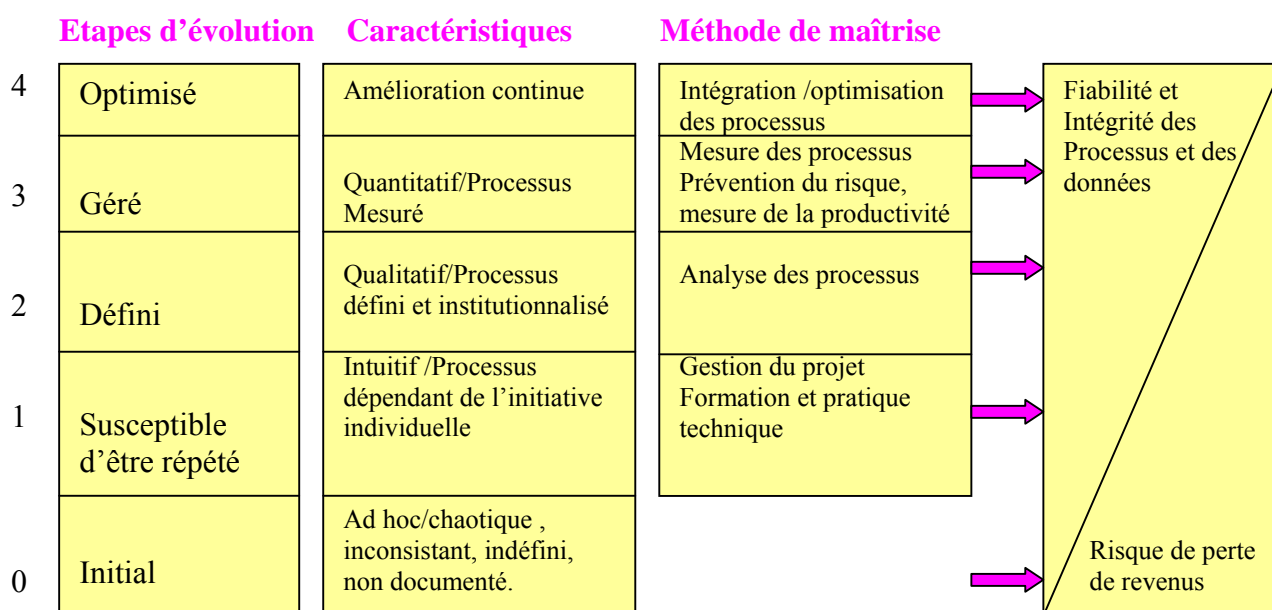 Etapes d’évolution Caractéristiques Méthode de maîtrise
4
Optimisé
Amélioration continue
Intégration /optimisation
des processus
Fiabilité et
Intégrité des
Processus et des
données
3
Géré
Quantitatif/Processus
Mesuré
Mesure des processus
Prévention du risque,
mesure de la productivité
2
Défini
Qualitatif/Processus
défini et institutionnalisé
Analyse des processus
1
Susceptible
d’être répété
Intuitif /Processus
dépendant de l’initiative
individuelle
Gestion du projet
Formation et pratique
technique
0
Initial
Ad hoc/chaotique ,
inconsistant, indéfini,
non documenté.
Risque de perte
de revenus